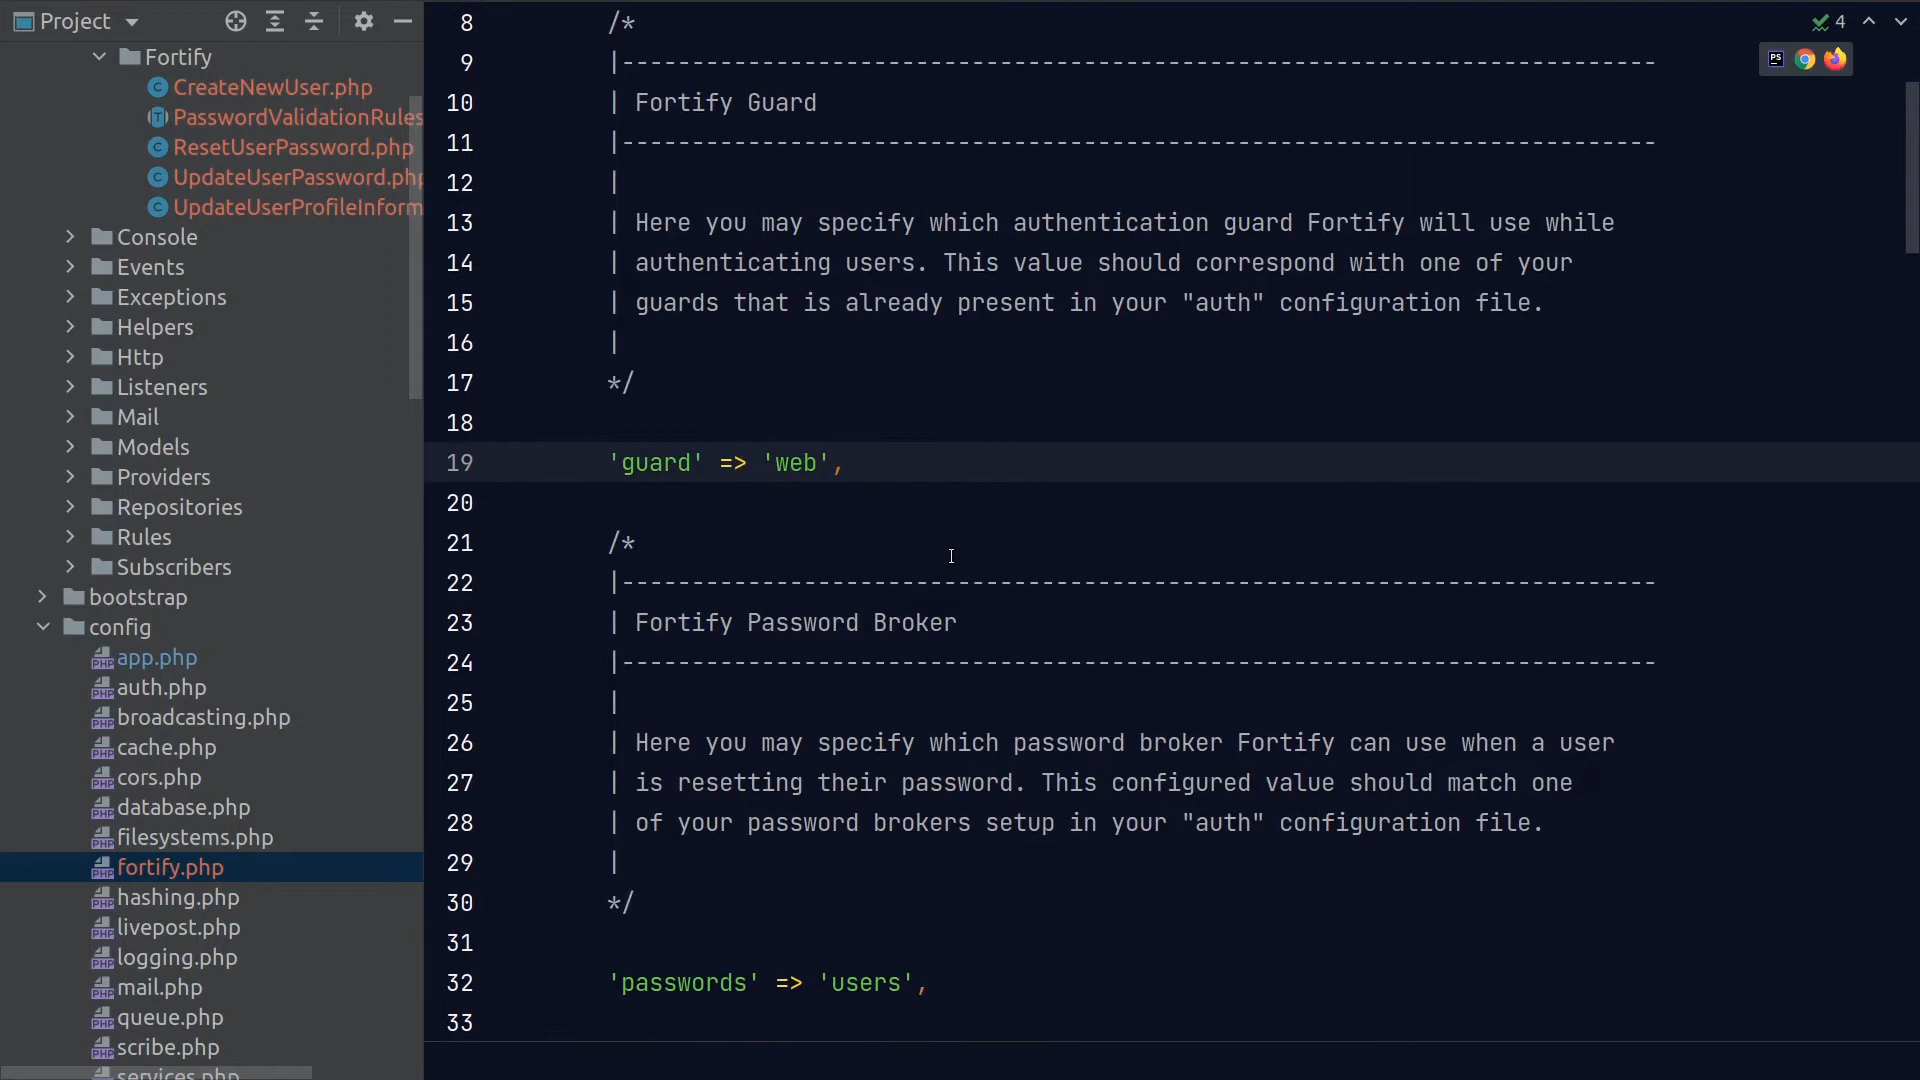 Project
Fortify
CreateNewUser.php
PasswordValidationRules
ResetUserPassword.php
UpdateUserPassword.php
UpdateUserProfileInform
Console
Events
Exceptions
Helpers
Http
Listeners
Mail
Models
Providers
Repositories
Rules
Subscribers
bootstrap
config
app.php
auth.php
broadcasting.php
cache.php
cors.php
database.php
filesystems.php
fortify.php
hashing.php
livepost.php
logging.php
mail.php
queue.php
scribe.php
services.php
4
8 /*
9 |--------------------------------------------------------------------------
10 | Fortify Guard
11 |--------------------------------------------------------------------------
12 |
13 | Here you may specify which authentication guard Fortify will use while
14 | authenticating users. This value should correspond with one of your
15 | guards that is already present in your "auth" configuration file.
16 |
17 */
18
19 'guard' => 'web',
20
21 /*
22 |--------------------------------------------------------------------------
23 | Fortify Password Broker
24 |--------------------------------------------------------------------------
25 |
26 | Here you may specify which password broker Fortify can use when a user
27 | is resetting their password. This configured value should match one
28 | of your password brokers setup in your "auth" configuration file.
29 |
30 */
31
32 'passwords' => 'users',
33